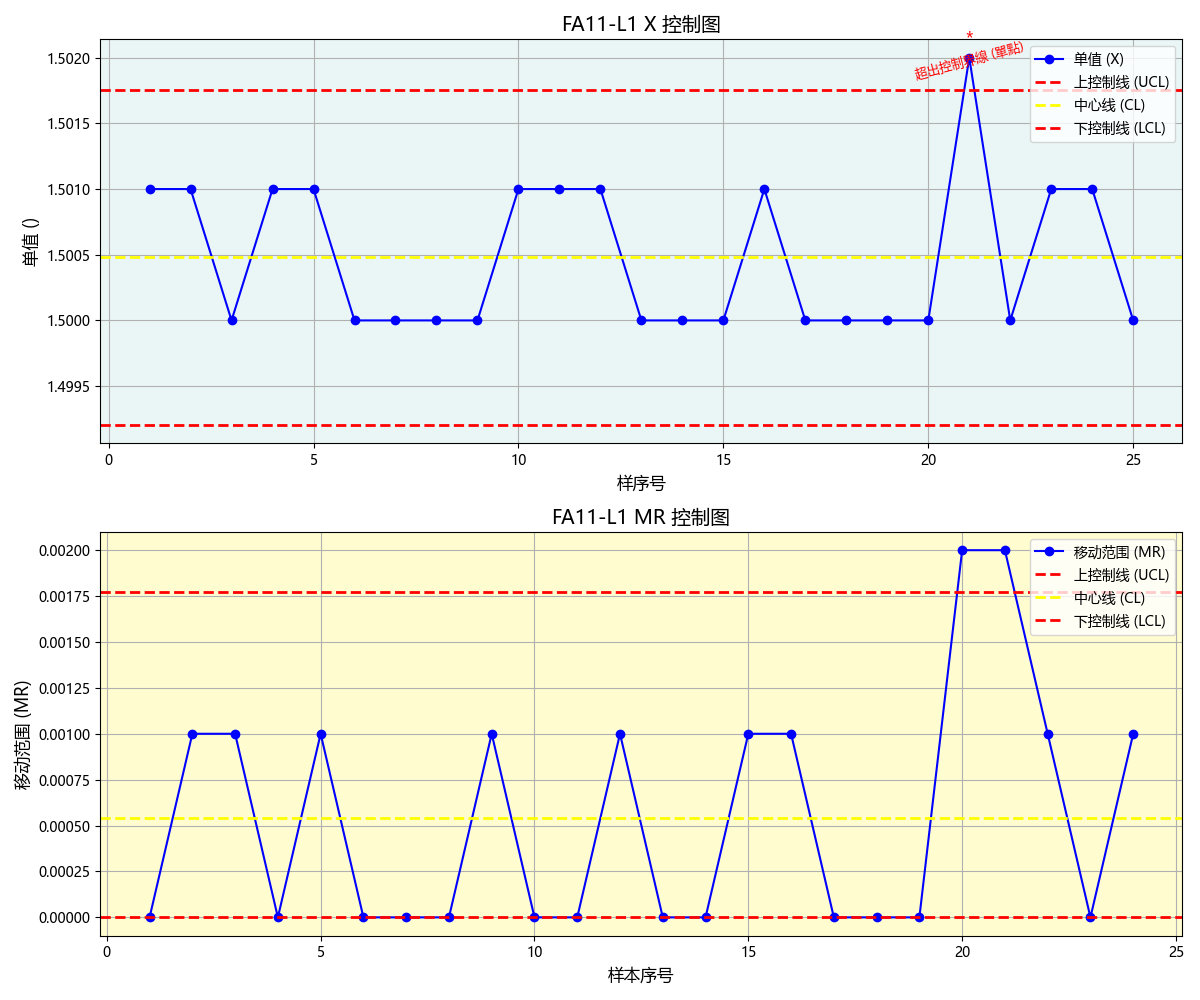 FA11-L1 X 控制图
*
超出控制界線 (單點)
单值 (X)
上控制线 (UCL)
中心线 (CL)
下控制线 (LCL)
1.5020
1.5015
1.5010
1.5005
1.5000
1.4995
单值 ()
0 5 10 15 20 25
样序号
FA11-L1 MR 控制图
移动范围 (MR)
上控制线 (UCL)
中心线 (CL)
下控制线 (LCL)
0.00200
0.00175
0.00150
0.00125
0.00100
0.00075
0.00050
0.00025
0.00000
移动范围 (MR)
0 5 10 15 20 25
样本序号